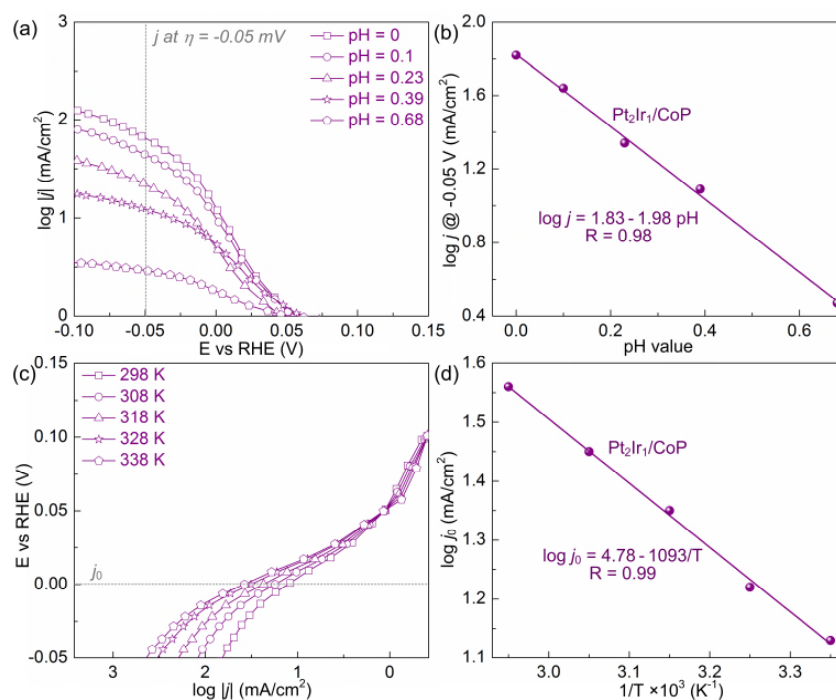 (a)
3
2
1
0
log |j| (mA/cm²)
j at η = -0.05 mV
pH = 0
pH = 0.1
pH = 0.23
pH = 0.39
pH = 0.68
-0.10
-0.05
0.00
0.05
0.10
0.15
E vs RHE (V)
(b)
2.0
1.6
1.2
0.8
0.4
log j @ -0.05 V (mA/cm²)
Pt₂Ir₁/CoP
log j = 1.83 - 1.98 pH
R = 0.98
0.0
0.2
0.4
0.6
pH value
(c)
0.15
0.10
0.05
0.00
-0.05
E vs RHE (V)
298 K
308 K
318 K
328 K
338 K
j₀
3
2
1
0
log |j| (mA/cm²)
(d)
1.6
1.5
1.4
1.3
1.2
1.1
log j₀ (mA/cm²)
Pt₂Ir₁/CoP
log j₀ = 4.78 - 1093/T
R = 0.99
3.0
3.1
3.2
3.3
1/T ×10³ (K⁻¹)